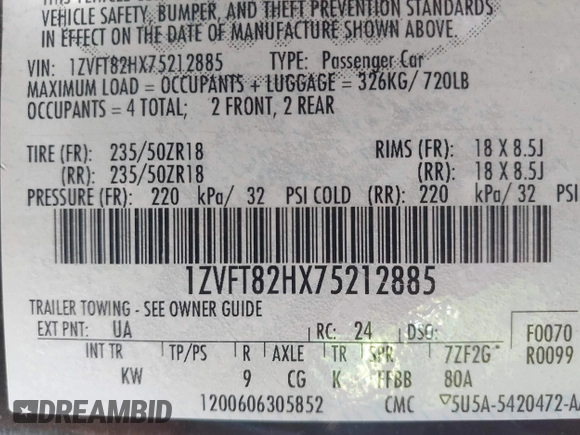 VEHICLE SAFETY, BUMPER, AND THEFT PREVENTION STANDARDS
IN EFFECT ON THE DATE OF MANUFACTURE SHOWN ABOVE.
VIN: 1ZVFT82HX75212885 TYPE: Passenger Car
MAXIMUM LOAD = OCCUPANTS + LUGGAGE = 326KG/ 720LB
OCCUPANTS = 4 TOTAL; 2 FRONT, 2 REAR
TIRE (FR): 235/50ZR18 RIMS (FR): 18 X 8.5J
(RR): 235/50ZR18 (RR): 18 X 8.5J
PRESSURE (FR): 220 kPa/ 32 PSI COLD (RR): 220 kPa/ 32 PSI
1ZVFT82HX75212885
TRAILER TOWING - SEE OWNER GUIDE
EXT PNT: UA RC: 24 DSO: F0070
INT TR TP/PS R AXLE TR SPR 7ZF2G* R0099
KW 9 CG K FFBB 80A
1200606305852 CMC ▽5U5A-5420472-A
DREAMBID